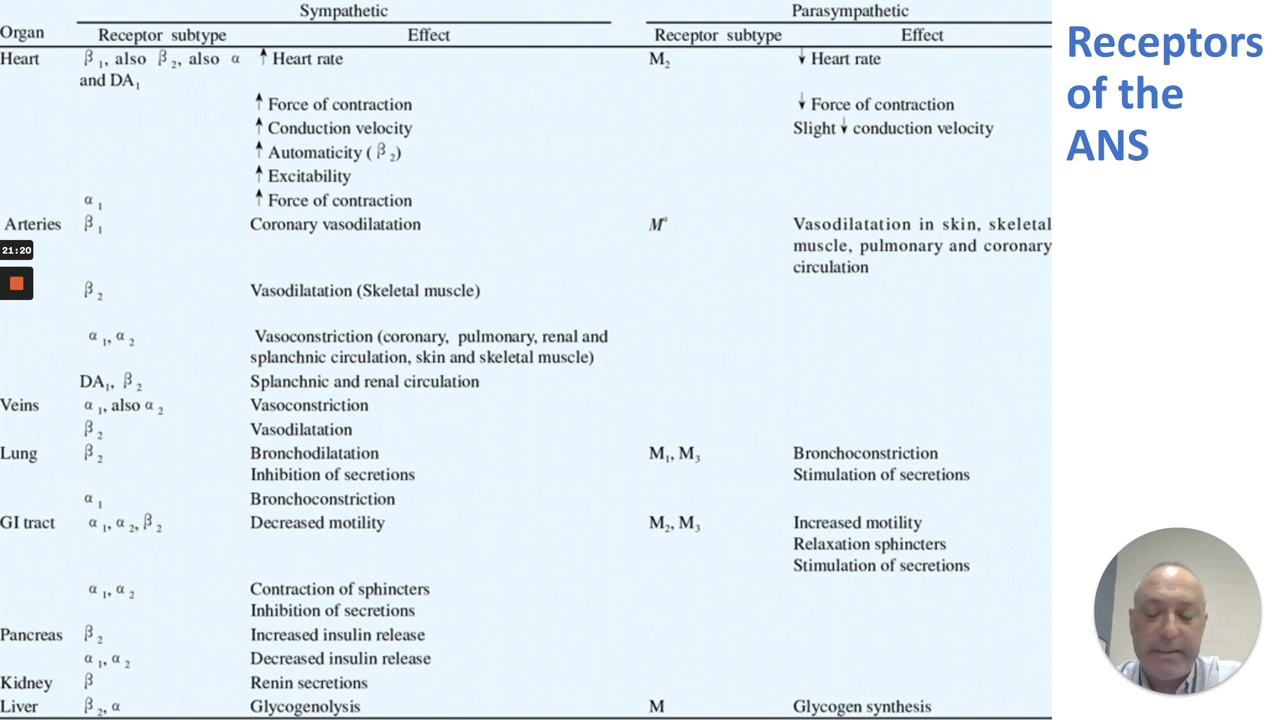 Sympathetic Parasympathetic
Organ Receptor subtype Effect Receptor subtype Effect
Heart β₁, also β₂, also α ↑ Heart rate M₂ ↓ Heart rate
and DA₁
↑ Force of contraction ↓ Force of contraction
↑ Conduction velocity Slight ↓ conduction velocity
↑ Automaticity (β₂)
↑ Excitability
α₁ ↑ Force of contraction
Arteries β₁ Coronary vasodilatation Mᵃ Vasodilatation in skin, skeletal
muscle, pulmonary and coronary
circulation
β₂ Vasodilatation (Skeletal muscle)
α₁, α₂ Vasoconstriction (coronary, pulmonary, renal and
splanchnic circulation, skin and skeletal muscle)
DA₁, β₂ Splanchnic and renal circulation
Veins α₁, also α₂ Vasoconstriction
β₂ Vasodilatation
Lung β₂ Bronchodilatation M₁, M₃ Bronchoconstriction
Inhibition of secretions Stimulation of secretions
α₁ Bronchoconstriction
GI tract α₁, α₂, β₂ Decreased motility M₂, M₃ Increased motility
Relaxation sphincters
Stimulation of secretions
α₁, α₂ Contraction of sphincters
Inhibition of secretions
Pancreas β₂ Increased insulin release
α₁, α₂ Decreased insulin release
Kidney β Renin secretions
Liver β₂, α Glycogenolysis M Glycogen synthesis
21:20
Receptors
of the
ANS